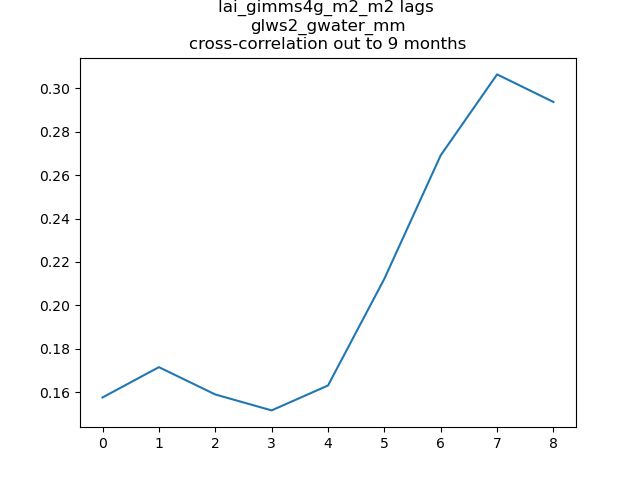 lai_gimms4g_m2_m2 lags
glws2_gwater_mm
cross-correlation out to 9 months
0.30
0.28
0.26
0.24
0.22
0.20
0.18
0.16
0 1 2 3 4 5 6 7 8